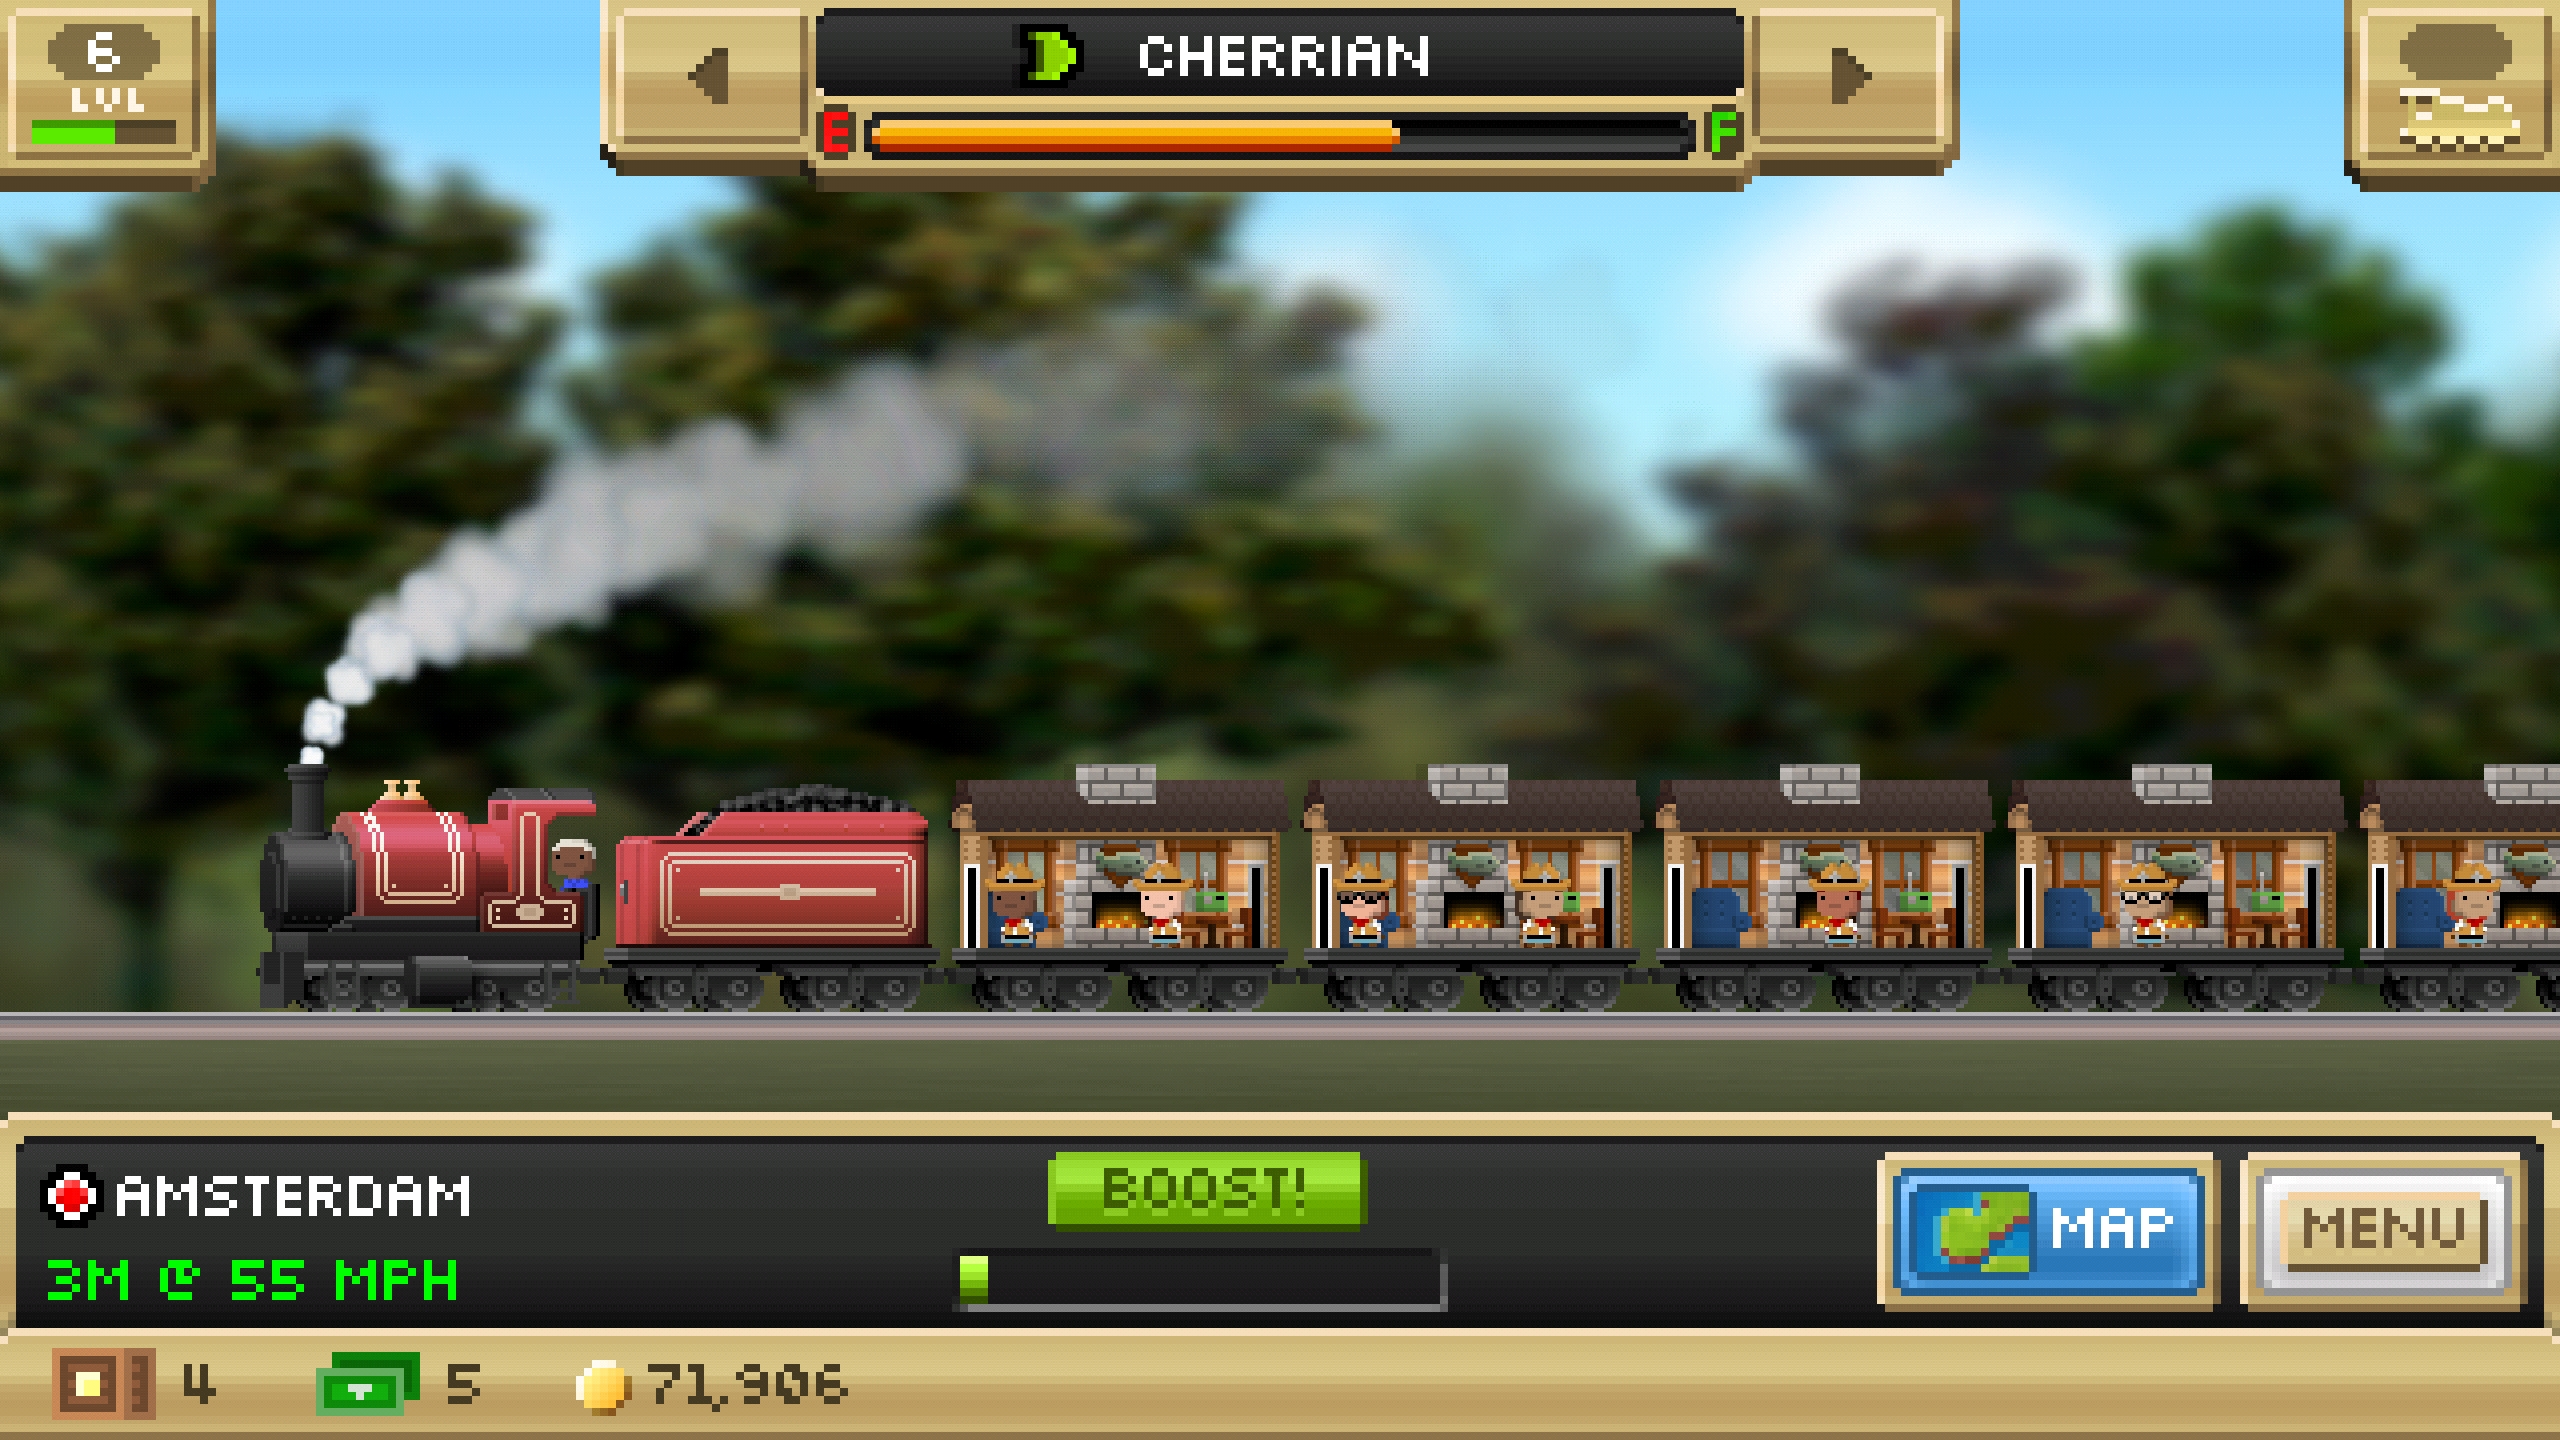 6
LVL
CHERRIAN
E F
AMSTERDAM
3M @ 55 MPH
BOOST!
MAP
MENU
4
5
71,906